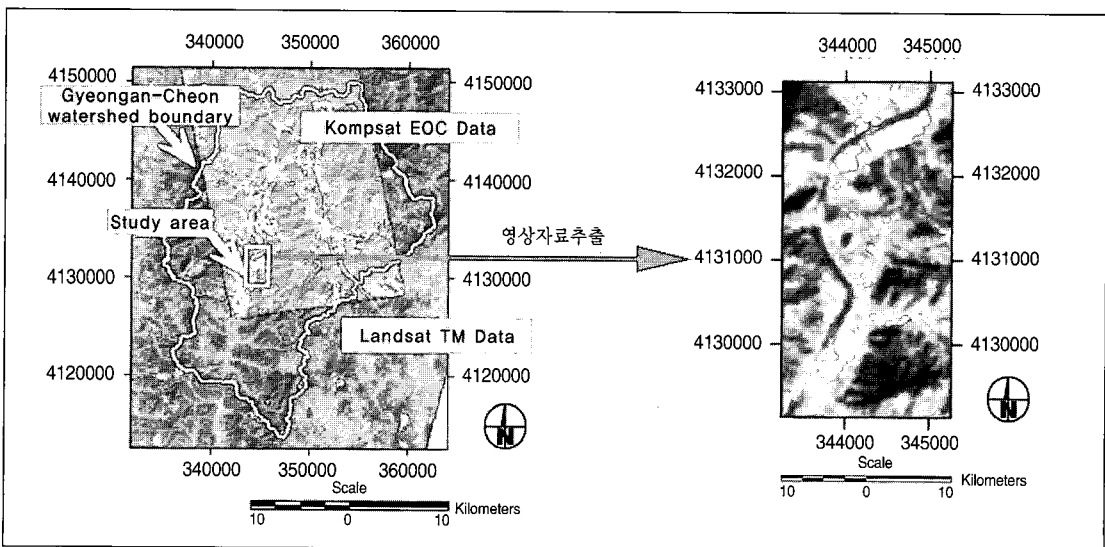 340000 350000 360000
4150000
4150000
Gyeongan-Cheon
watershed boundary
Kompsat EOC Data
4140000
4140000
Study area
4130000
4130000
Landsat TM Data
4120000
4120000
N
340000 350000 360000
Scale
10 0 10 Kilometers
영상자료추출
344000 345000
4133000
4133000
4132000
4132000
4131000
4131000
4130000
4130000
N
344000 345000
Scale
10 0 10 Kilometers